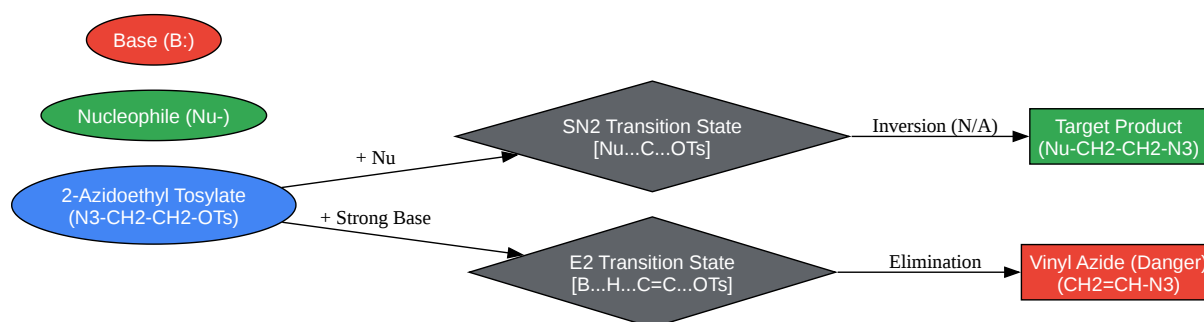 Base (B:)
Nucleophile (Nu-)
2-Azidoethyl Tosylate
(N3-CH2-CH2-OTs)
+ Nu
+ Strong Base
SN2 Transition State
[Nu...C...OTs]
E2 Transition State
[B...H...C=C...OTs]
Inversion (N/A)
Elimination
Target Product
(Nu-CH2-CH2-N3)
Vinyl Azide (Danger)
(CH2=CH-N3)